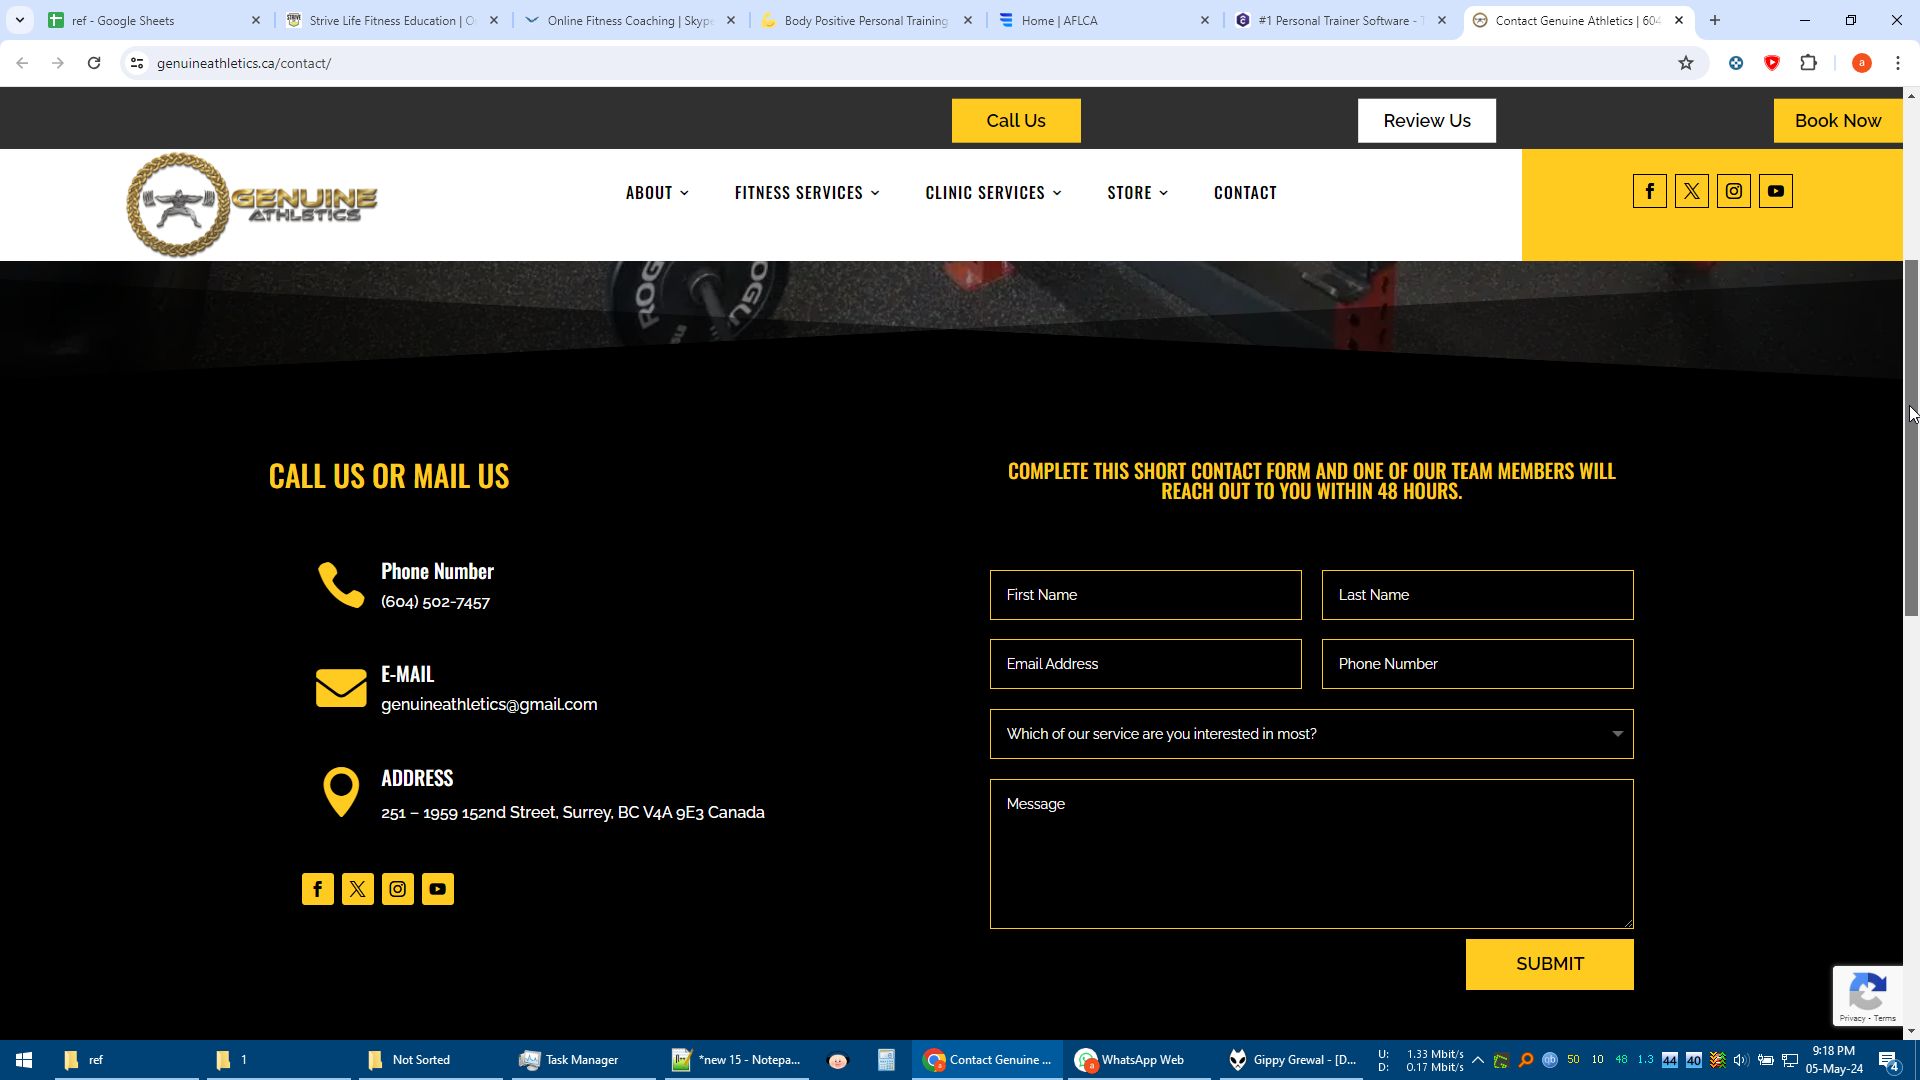 ref - Google Sheets
Strive Life Fitness Education | O
Online Fitness Coaching | Skype
Body Positive Personal Training
Home | AFLCA
#1 Personal Trainer Software - T
Contact Genuine Athletics | 604
genuineathletics.ca/contact/
a
Call Us
Review Us
Book Now
GENUINE
ATHLETICS
ABOUT
FITNESS SERVICES
CLINIC SERVICES
STORE
CONTACT
CALL US OR MAIL US
COMPLETE THIS SHORT CONTACT FORM AND ONE OF OUR TEAM MEMBERS WILL
REACH OUT TO YOU WITHIN 48 HOURS.
Phone Number
(604) 502-7457
First Name
Last Name
E-MAIL
genuineathletics@gmail.com
Email Address
Phone Number
Which of our service are you interested in most?
ADDRESS
251 – 1959 152nd Street, Surrey, BC V4A 9E3 Canada
Message
SUBMIT
Privacy - Terms
ref
1
Not Sorted
Task Manager
*new 15 - Notepa...
Contact Genuine ...
WhatsApp Web
Gippy Grewal - [D...
U: 1.33 Mbit/s
D: 0.17 Mbit/s
50
10
48
1.3
44
40
9:18 PM
05-May-24
4